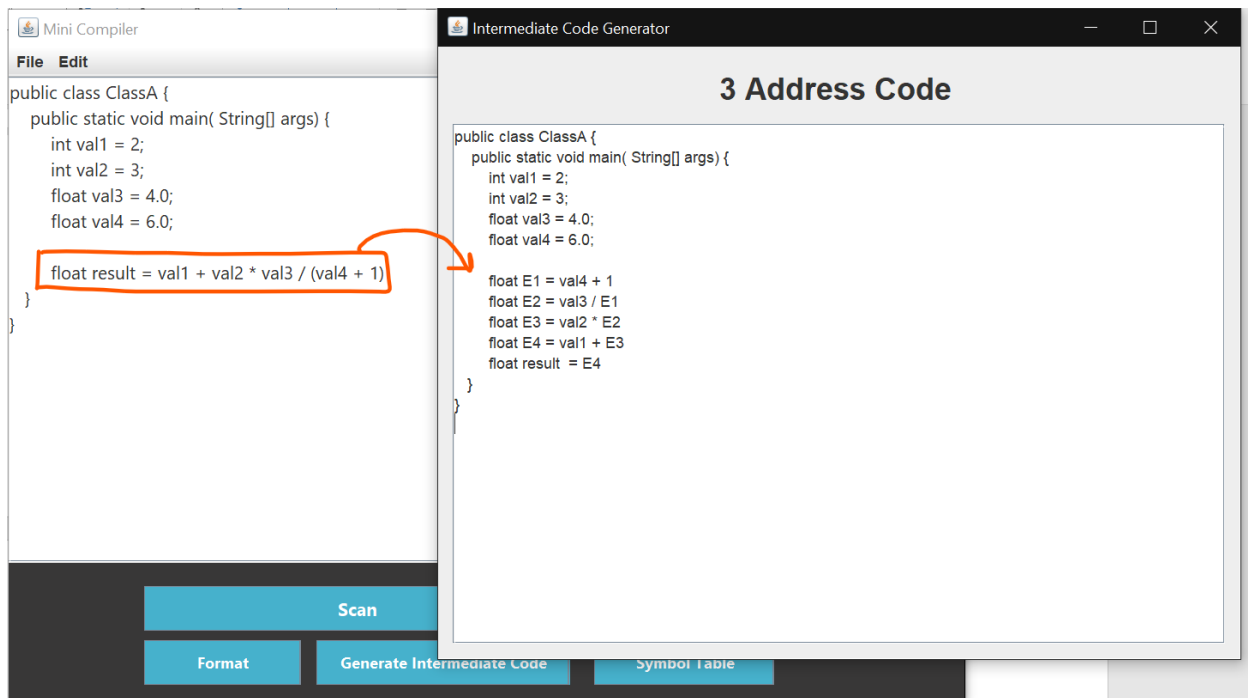 Mini Compiler
File Edit
public class ClassA {
public static void main( String[] args) {
int val1 = 2;
int val2 = 3;
float val3 = 4.0;
float val4 = 6.0;
float result = val1 + val2 * val3 / (val4 + 1)
}
}
Scan
Format
Generate Intermediate Code
Symbol Table
Intermediate Code Generator
3 Address Code
public class ClassA {
public static void main( String[] args) {
int val1 = 2;
int val2 = 3;
float val3 = 4.0;
float val4 = 6.0;
float E1 = val4 + 1
float E2 = val3 / E1
float E3 = val2 * E2
float E4 = val1 + E3
float result  = E4
}
}